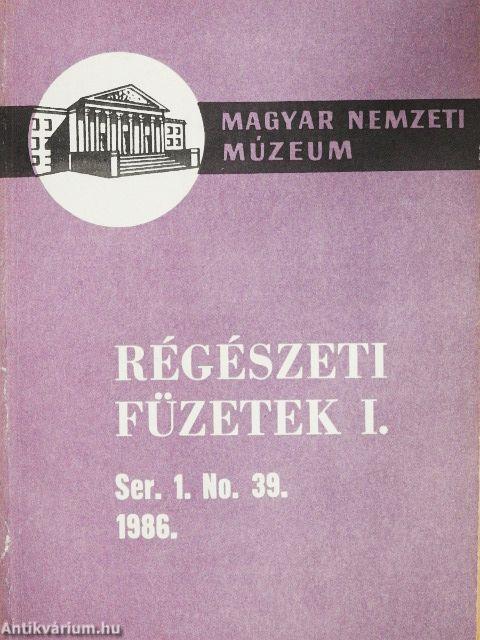 MAGYAR NEMZETI
MÚZEUM
RÉGÉSZETI
FÜZETEK I.
Ser. 1. No. 39.
1986.
Antikvárium.hu